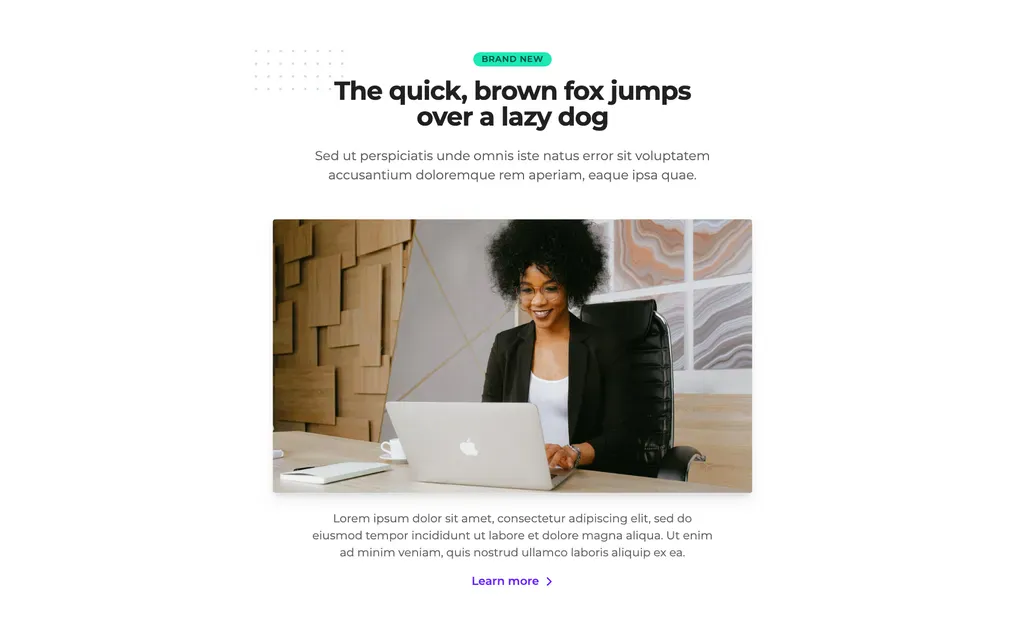 BRAND NEW
The quick, brown fox jumps
over a lazy dog
Sed ut perspiciatis unde omnis iste natus error sit voluptatem
accusantium doloremque rem aperiam, eaque ipsa quae.
Lorem ipsum dolor sit amet, consectetur adipiscing elit, sed do
eiusmod tempor incididunt ut labore et dolore magna aliqua. Ut enim
ad minim veniam, quis nostrud ullamco laboris aliquip ex ea.
Learn more